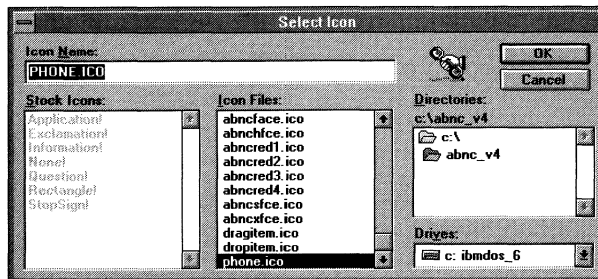 Select Icon
Icon Name:
PHONE.ICO
OK
Cancel
Stock Icons:
Application!
Exclamation!
Information!
None!
Question!
Rectangle!
StopSign!
Icon Files:
abncface.ico
abnchfce.ico
abncred1.ico
abncred2.ico
abncred3.ico
abncred4.ico
abncsfce.ico
abncxfce.ico
dragitem.ico
dropitem.ico
phone.ico
Directories:
c:\abnc_v4
c:\
abnc_v4
Drives:
c: ibmdos_6